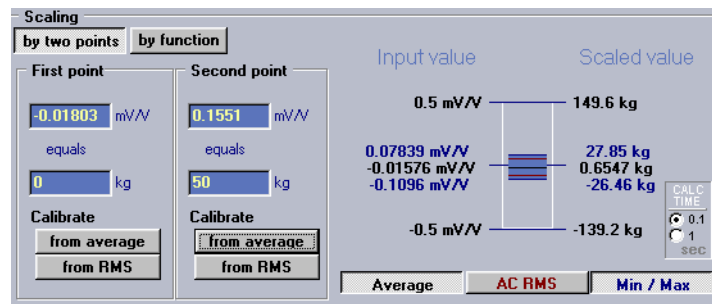 Scaling
by two points by function
First point
-0.01803 mV/V
equals
0 kg
Calibrate
from average
from RMS
Second point
0.1551 mV/V
equals
50 kg
Calibrate
from average
from RMS
Input value Scaled value
0.5 mV/V 149.6 kg
0.07839 mV/V 27.85 kg
-0.01576 mV/V 0.6547 kg
-0.1096 mV/V -26.46 kg
-0.5 mV/V -139.2 kg
CALC
TIME
0.1
1
sec
Average AC RMS Min / Max